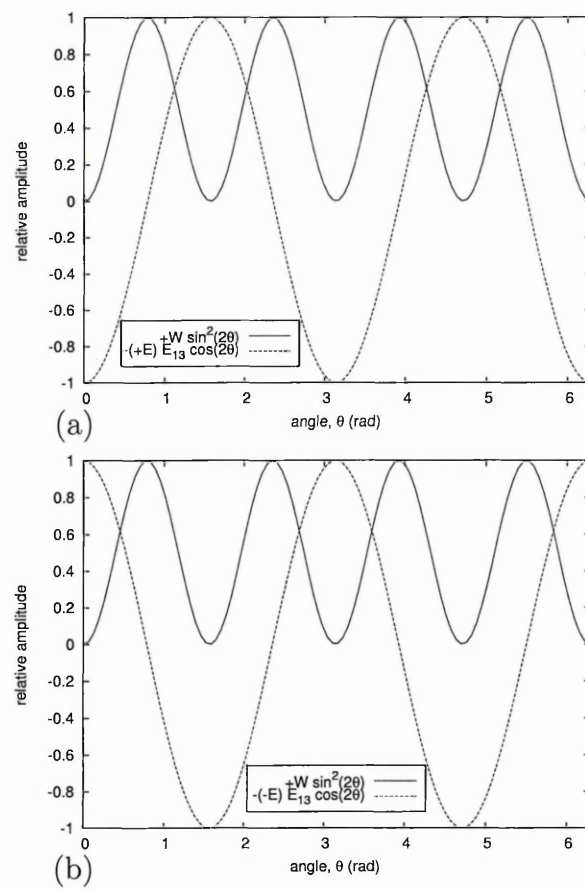 1
0.8
0.6
0.4
0.2
0
-0.2
-0.4
-0.6
-0.8
-1
relative amplitude
+W sin²(2θ)
-(+E) E₁₃ cos(2θ)
0 1 2 3 4 5 6
angle, θ (rad)
(a)
1
0.8
0.6
0.4
0.2
0
-0.2
-0.4
-0.6
-0.8
-1
relative amplitude
+W sin²(2θ)
-(-E) E₁₃ cos(2θ)
0 1 2 3 4 5 6
angle, θ (rad)
(b)